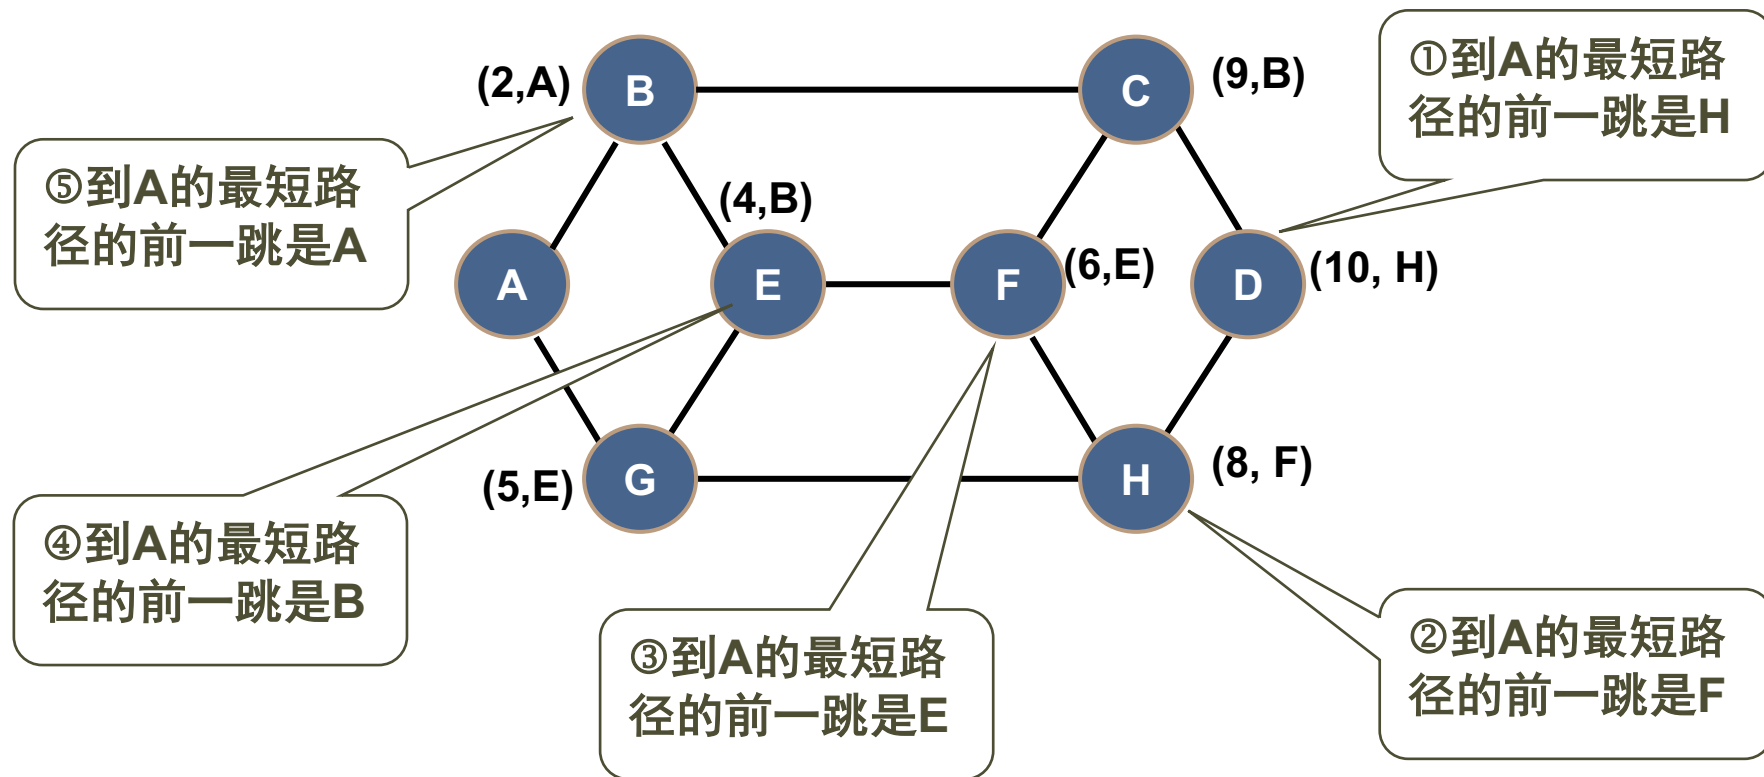 ①到A的最短路
径的前一跳是H
(2,A)
B
C
(9,B)
⑤到A的最短路
径的前一跳是A
(4,B)
A
E
F
(6,E)
D
(10, H)
(5,E)
G
H
(8, F)
④到A的最短路
径的前一跳是B
③到A的最短路
径的前一跳是E
②到A的最短路
径的前一跳是F